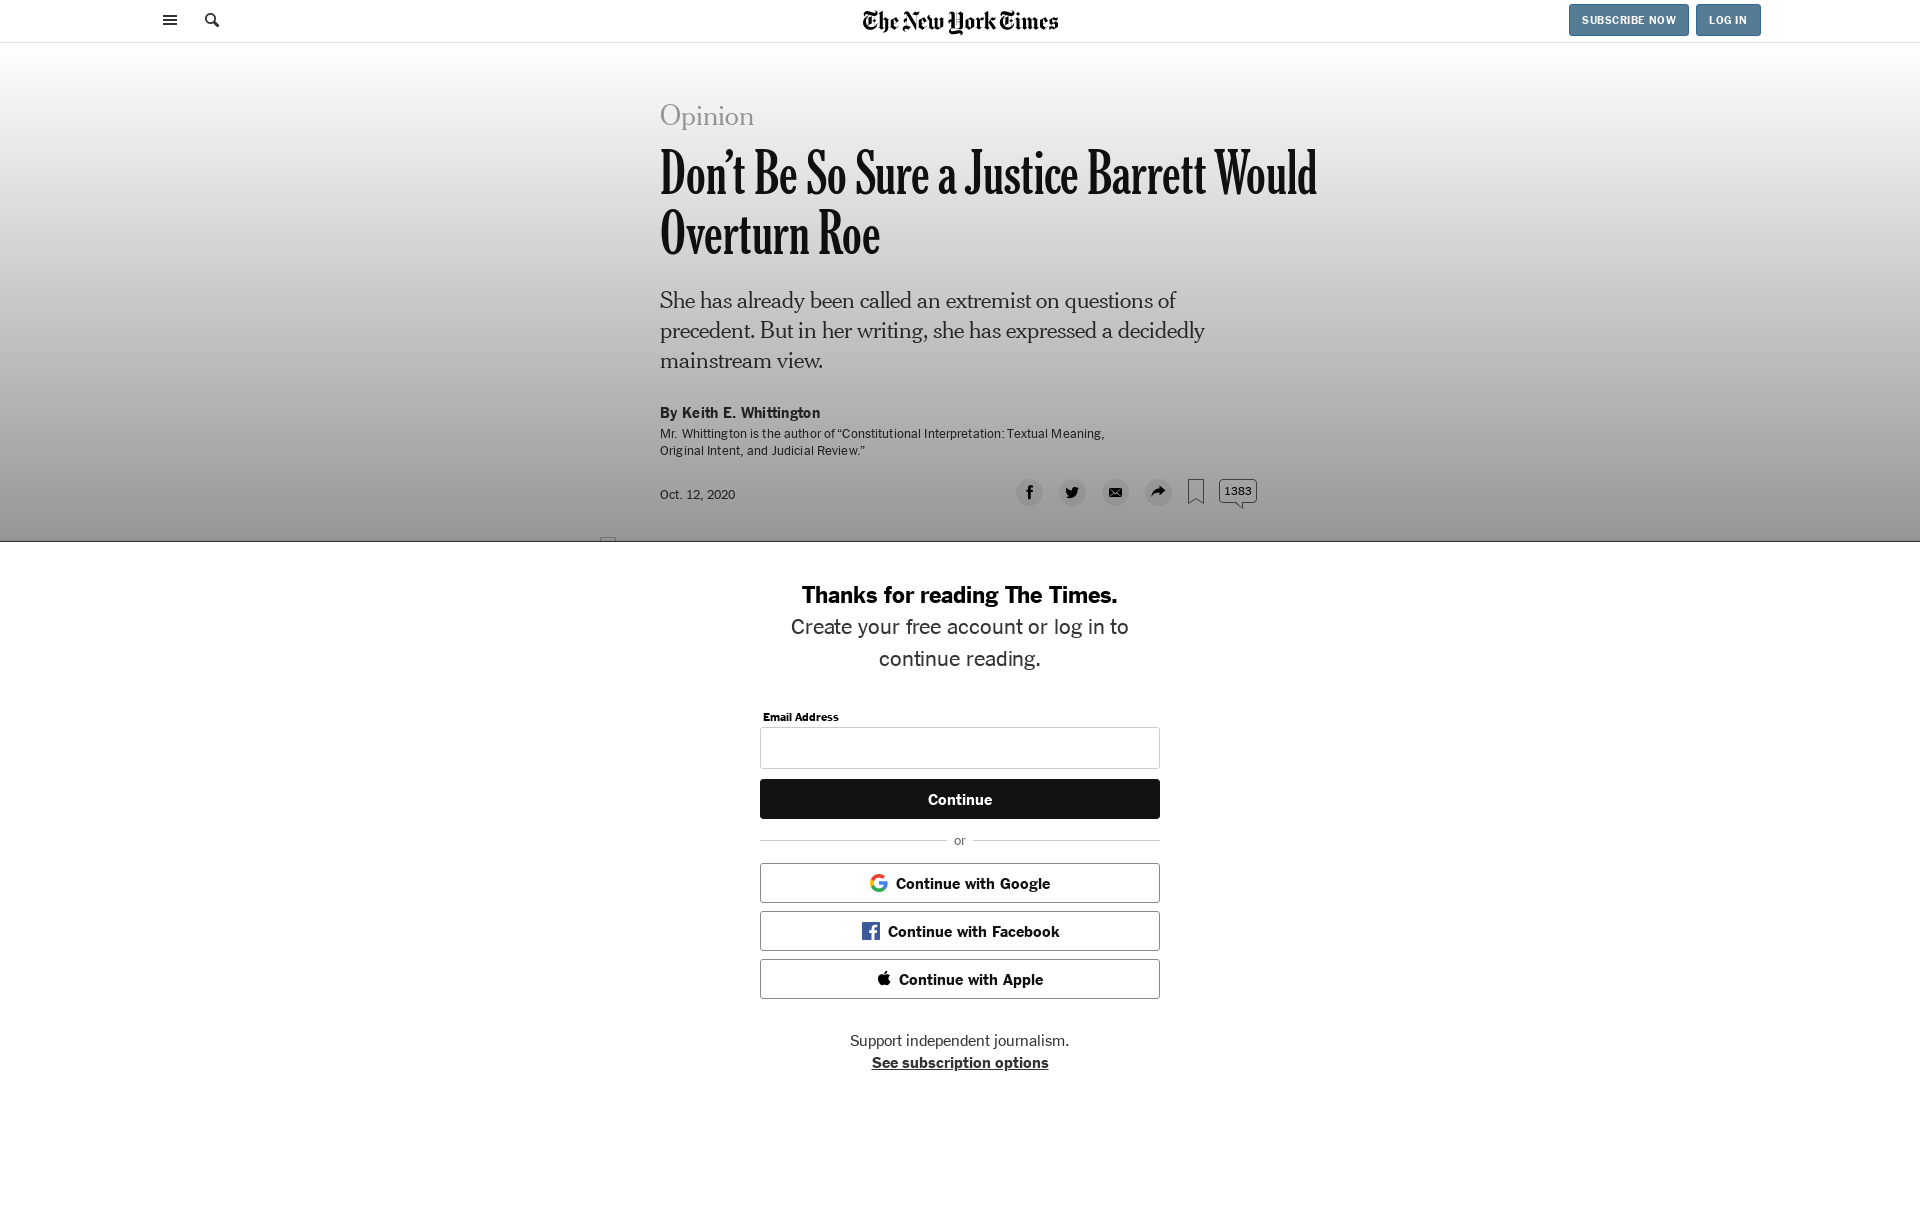 The New York Times
SUBSCRIBE NOW
LOG IN
Opinion
Don’t Be So Sure a Justice Barrett Would
Overturn Roe
She has already been called an extremist on questions of
precedent. But in her writing, she has expressed a decidedly
mainstream view.
By Keith E. Whittington
Mr. Whittington is the author of “Constitutional Interpretation: Textual Meaning,
Original Intent, and Judicial Review.”
Oct. 12, 2020
1383
Thanks for reading The Times.
Create your free account or log in to
continue reading.
Email Address
Continue
or
Continue with Google
Continue with Facebook
Continue with Apple
Support independent journalism.
See subscription options